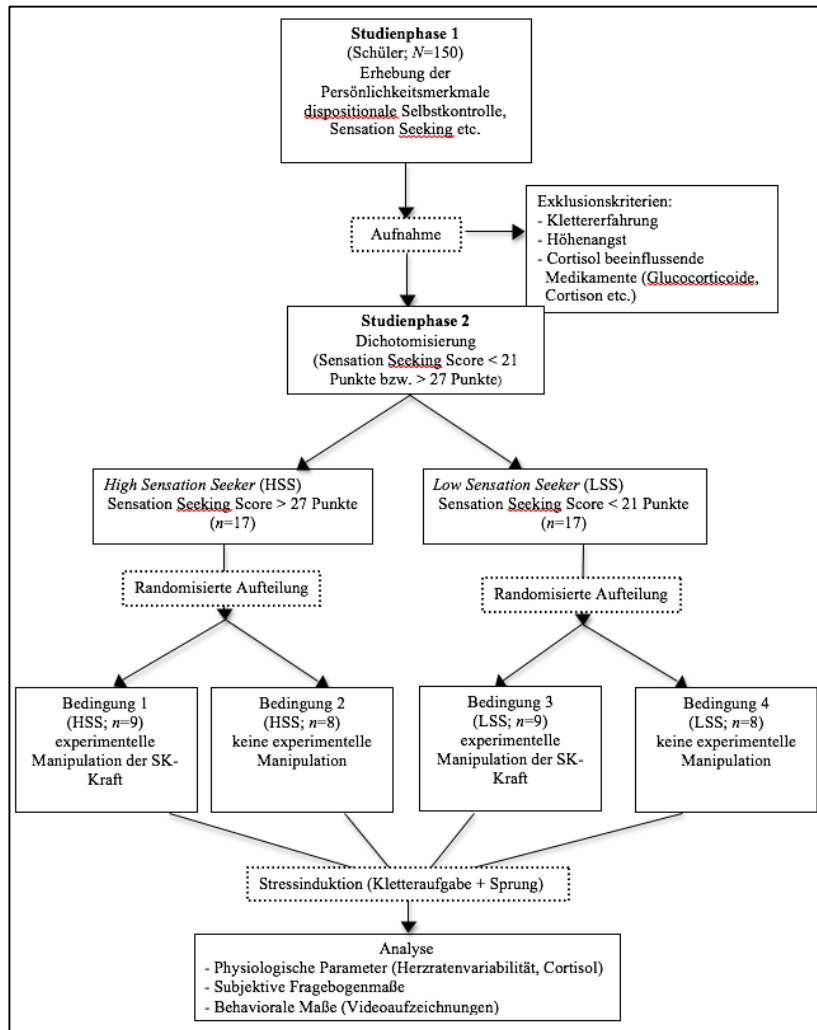 Studienphase 1
(Schüler; N=150)
Erhebung der
Persönlichkeitsmerkmale
dispositionale Selbstkontrolle,
Sensation Seeking etc.
Aufnahme
Exklusionskriterien:
- Klettererfahrung
- Höhenangst
- Cortisol beeinflussende
Medikamente (Glucocorticoide,
Cortison etc.)
Studienphase 2
Dichotomisierung
(Sensation Seeking Score < 21
Punkte bzw. > 27 Punkte)
High Sensation Seeker (HSS)
Sensation Seeking Score > 27 Punkte
(n=17)
Low Sensation Seeker (LSS)
Sensation Seeking Score < 21 Punkte
(n=17)
Randomisierte Aufteilung
Randomisierte Aufteilung
Bedingung 1
(HSS; n=9)
experimentelle
Manipulation der SK-
Kraft
Bedingung 2
(HSS; n=8)
keine experimentelle
Manipulation
Bedingung 3
(LSS; n=9)
experimentelle
Manipulation der SK-
Kraft
Bedingung 4
(LSS; n=8)
keine experimentelle
Manipulation
Stressinduktion (Kletteraufgabe + Sprung)
Analyse
- Physiologische Parameter (Herzratenvariabilität, Cortisol)
- Subjektive Fragebogenmaße
- Behaviorale Maße (Videoaufzeichnungen)